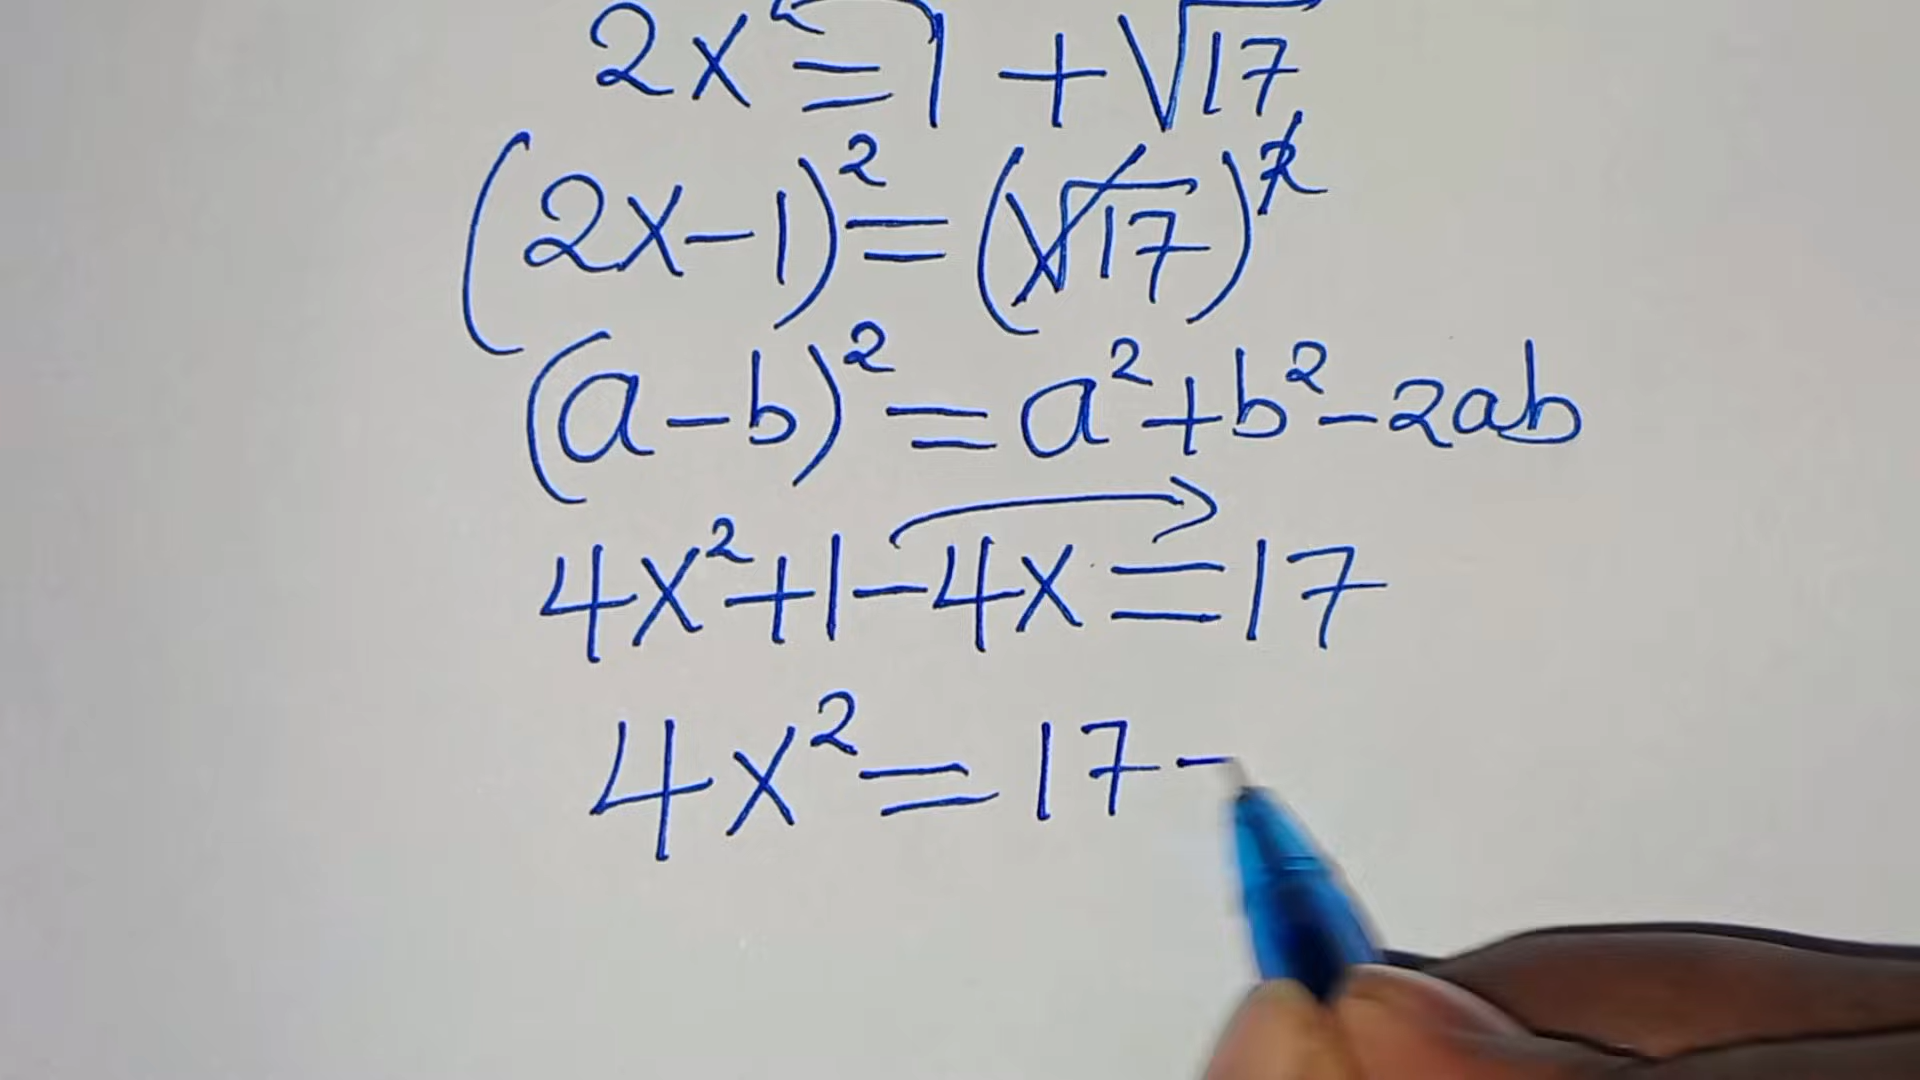 2x = 1 + √17
(2x-1)² = (√17)²
(a-b)² = a²+b²-2ab
4x²+1-4x = 17
4x² = 17-